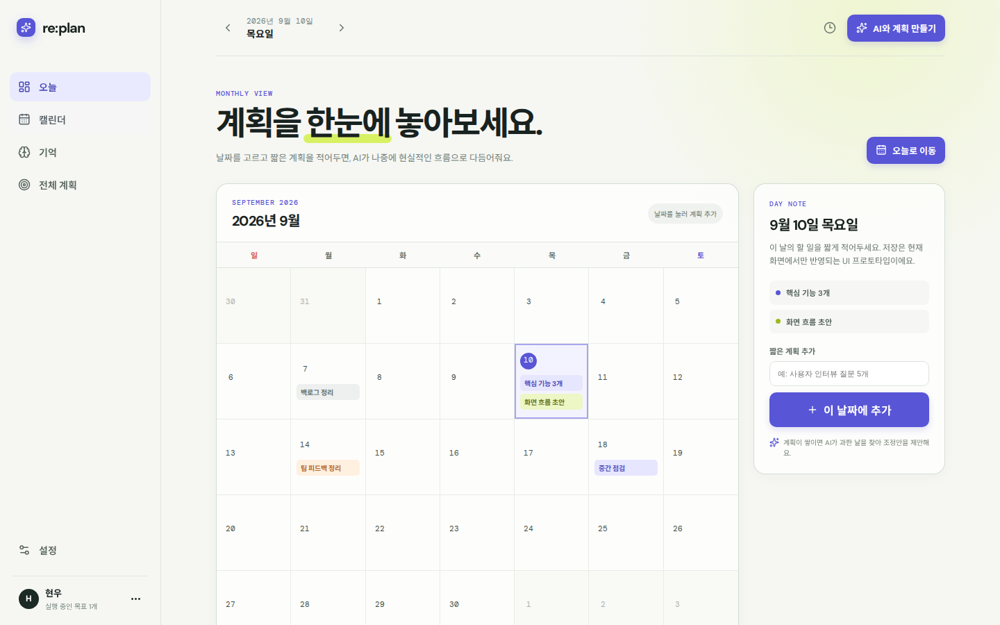 re:plan
오늘
캘린더
기억
전체 계획
설정
H
현우
실행 중인 목표 1개
2026년 9월 10일
목요일
AI와 계획 만들기
MONTHLY VIEW
계획을 한눈에 놓아보세요.
날짜를 고르고 짧은 계획을 적어두면, AI가 나중에 현실적인 흐름으로 다듬어줘요.
오늘로 이동
SEPTEMBER 2026
2026년 9월
날짜를 눌러 계획 추가
일 월 화 수 목 금 토
30 31 1 2 3 4 5
6 7 8 9 10 11 12
백로그 정리
핵심 기능 3개
화면 흐름 초안
13 14 15 16 17 18 19
팀 피드백 정리
중간 점검
20 21 22 23 24 25 26
27 28 29 30 1 2 3
DAY NOTE
9월 10일 목요일
이 날의 할 일을 짧게 적어두세요. 저장은 현재
화면에서만 반영되는 UI 프로토타입이에요.
핵심 기능 3개
화면 흐름 초안
짧은 계획 추가
예: 사용자 인터뷰 질문 5개
이 날짜에 추가
계획이 쌓이면 AI가 과한 날을 찾아 조정안을 제안해
요.